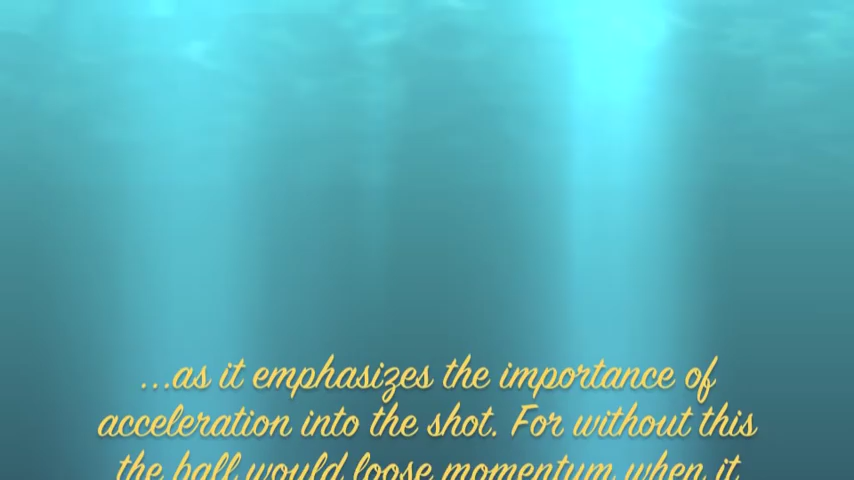 ...as it emphasizes the importance of
acceleration into the shot. For without this
the ball would loose momentum when it